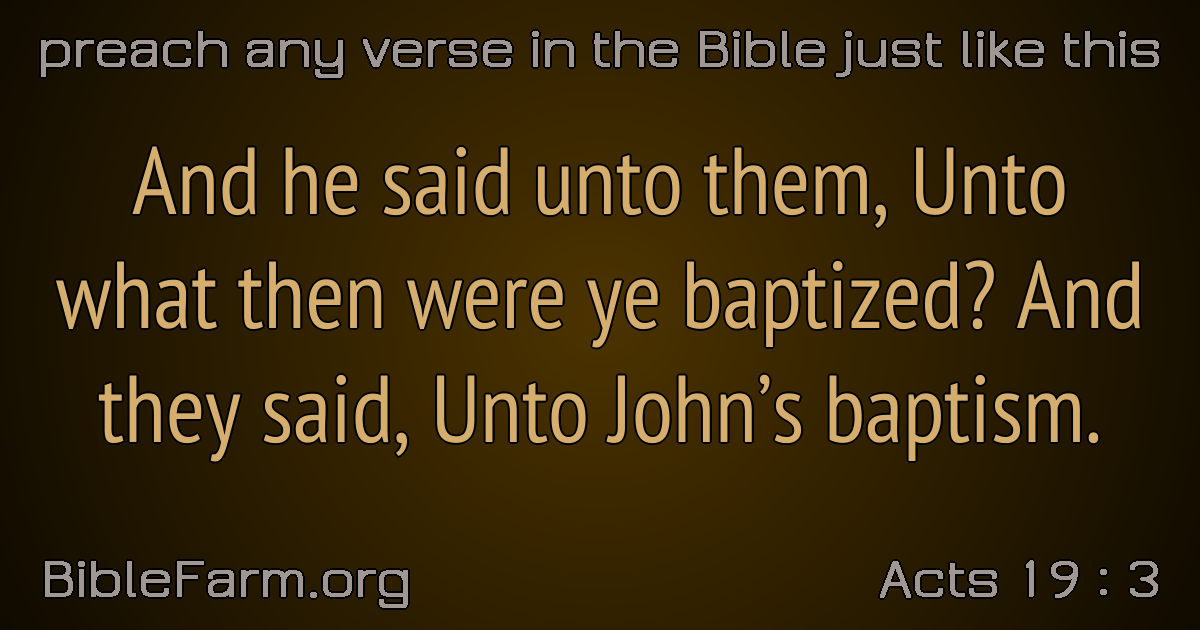 preach any verse in the Bible just like this
And he said unto them, Unto
what then were ye baptized? And
they said, Unto John’s baptism.
BibleFarm.org
Acts 19 : 3